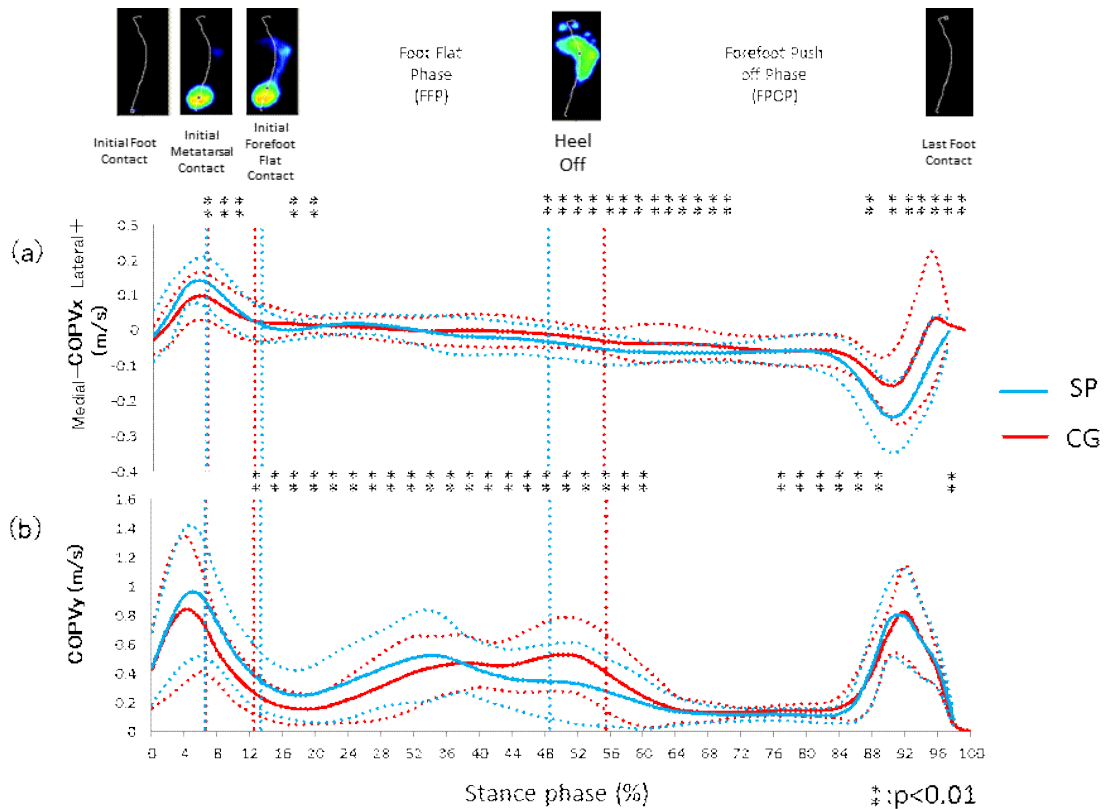 Foot Flat
Phase
(FFP)
Forefoot Push
off Phase
(FPOP)
Initial Foot
Contact
Initial
Metatarsal
Contact
Initial
Forefoot
Flat
Contact
Heel
Off
Last Foot
Contact
(a)
Medial—COPVx Lateral+
(m/s)
0.3
0.2
0.1
0
-0.1
-0.2
-0.3
-0.4
SP
CG
(b)
COPVy (m/s)
1.6
1.4
1.2
1
0.8
0.6
0.4
0.2
0
0 4 8 12 16 20 24 28 32 36 40 44 48 52 56 60 64 68 72 76 80 84 88 92 96 100
Stance phase (%)
**:p<0.01